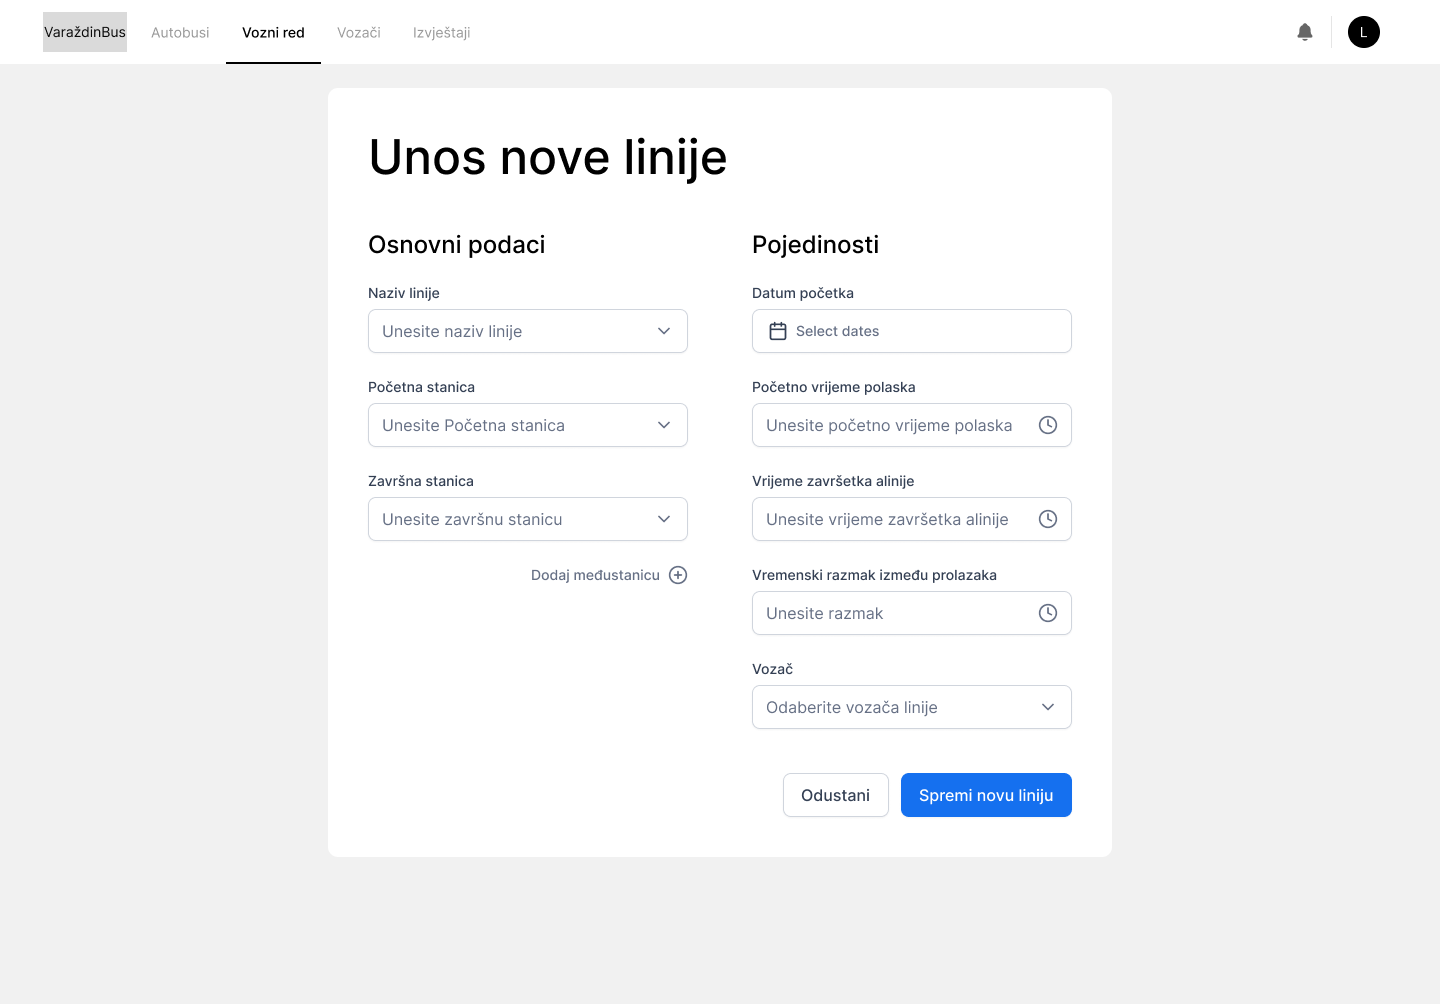 VaraždinBus
Autobusi
Vozni red
Vozači
Izvještaji
L
Unos nove linije
Osnovni podaci
Naziv linije
Unesite naziv linije
Početna stanica
Unesite Početna stanica
Završna stanica
Unesite završnu stanicu
Dodaj međustanicu
Pojedinosti
Datum početka
Select dates
Početno vrijeme polaska
Unesite početno vrijeme polaska
Vrijeme završetka alinije
Unesite vrijeme završetka alinije
Vremenski razmak između prolazaka
Unesite razmak
Vozač
Odaberite vozača linije
Odustani
Spremi novu liniju